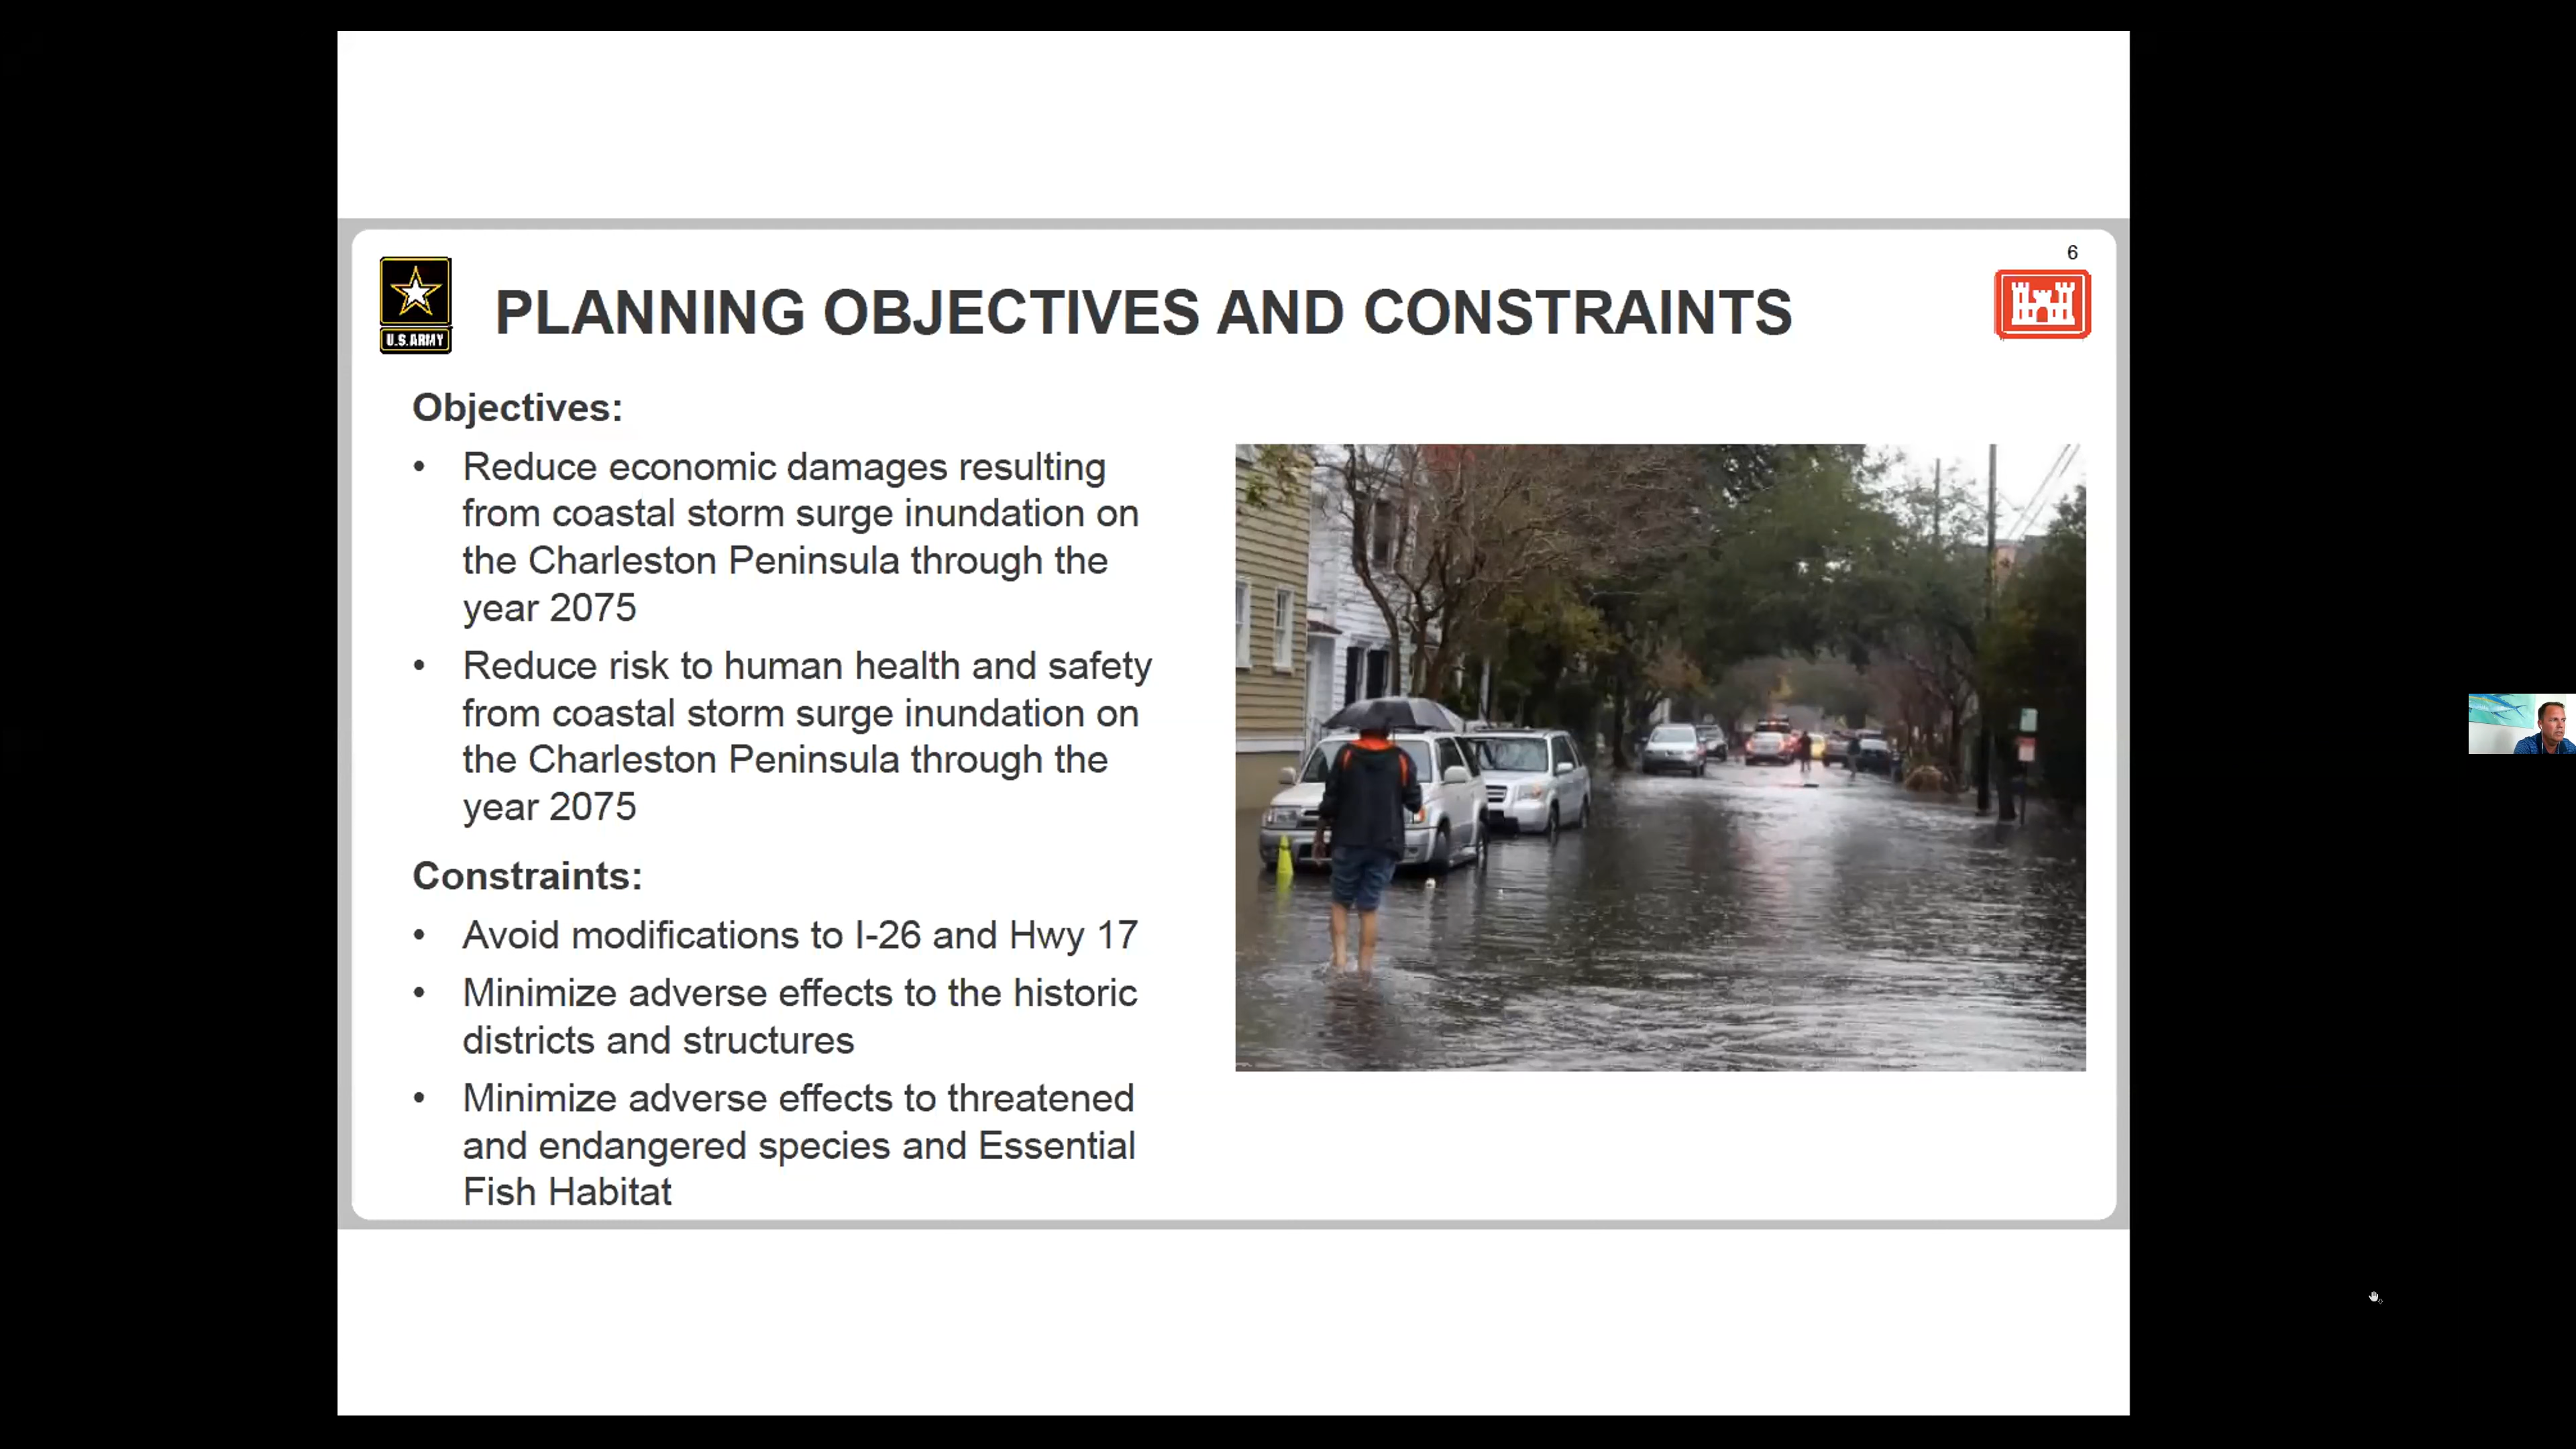 6
U.S.ARMY
PLANNING OBJECTIVES AND CONSTRAINTS
Objectives:
• Reduce economic damages resulting
from coastal storm surge inundation on
the Charleston Peninsula through the
year 2075
• Reduce risk to human health and safety
from coastal storm surge inundation on
the Charleston Peninsula through the
year 2075
Constraints:
• Avoid modifications to I-26 and Hwy 17
• Minimize adverse effects to the historic
districts and structures
• Minimize adverse effects to threatened
and endangered species and Essential
Fish Habitat